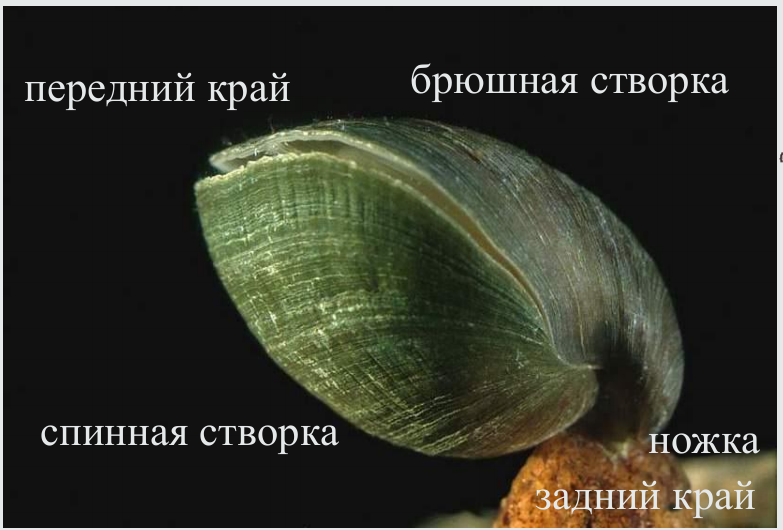 передний край
брюшная створка
спинная створка
ножка
задний край